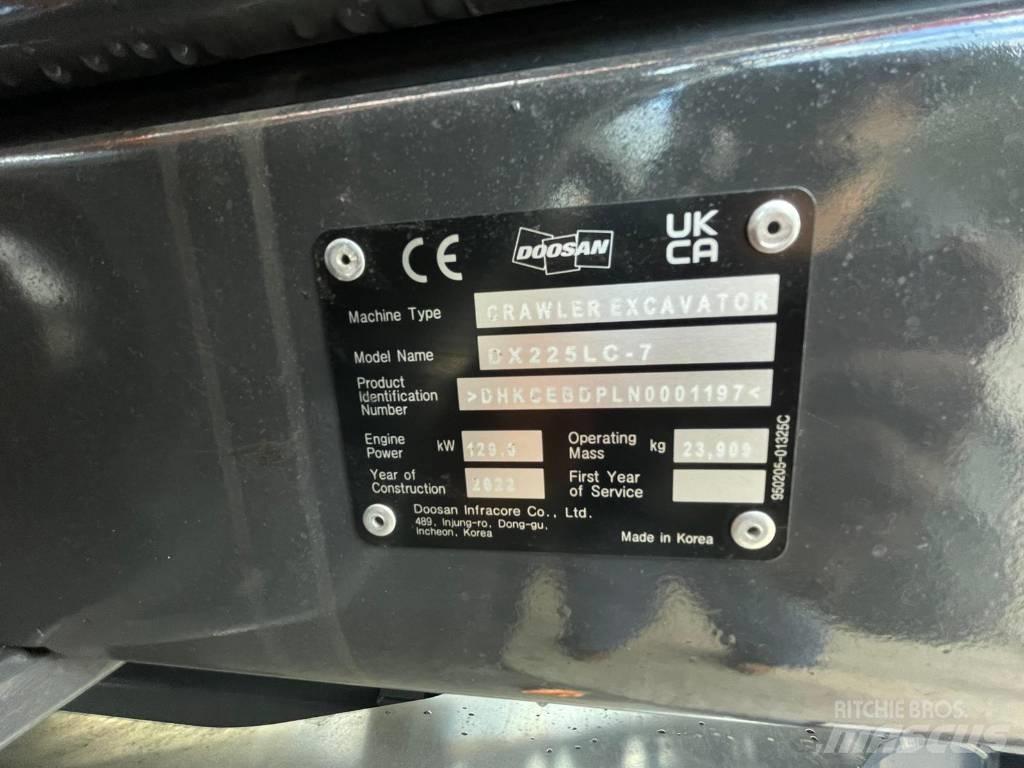 CE DOOSAN UK CA
Machine Type CRAWLER EXCAVATOR
Model Name DX225LC-7
Product Identification Number >DHKCEBDPLN0001197<
Engine Power kW 129.5 Operating Mass kg 23,909
Year of Construction 2022 First Year of Service
Doosan Infracore Co., Ltd.
489, Injung-ro, Dong-gu,
Incheon, Korea
Made in Korea
950205-01325C
RITCHIE BROS.
MASCUS